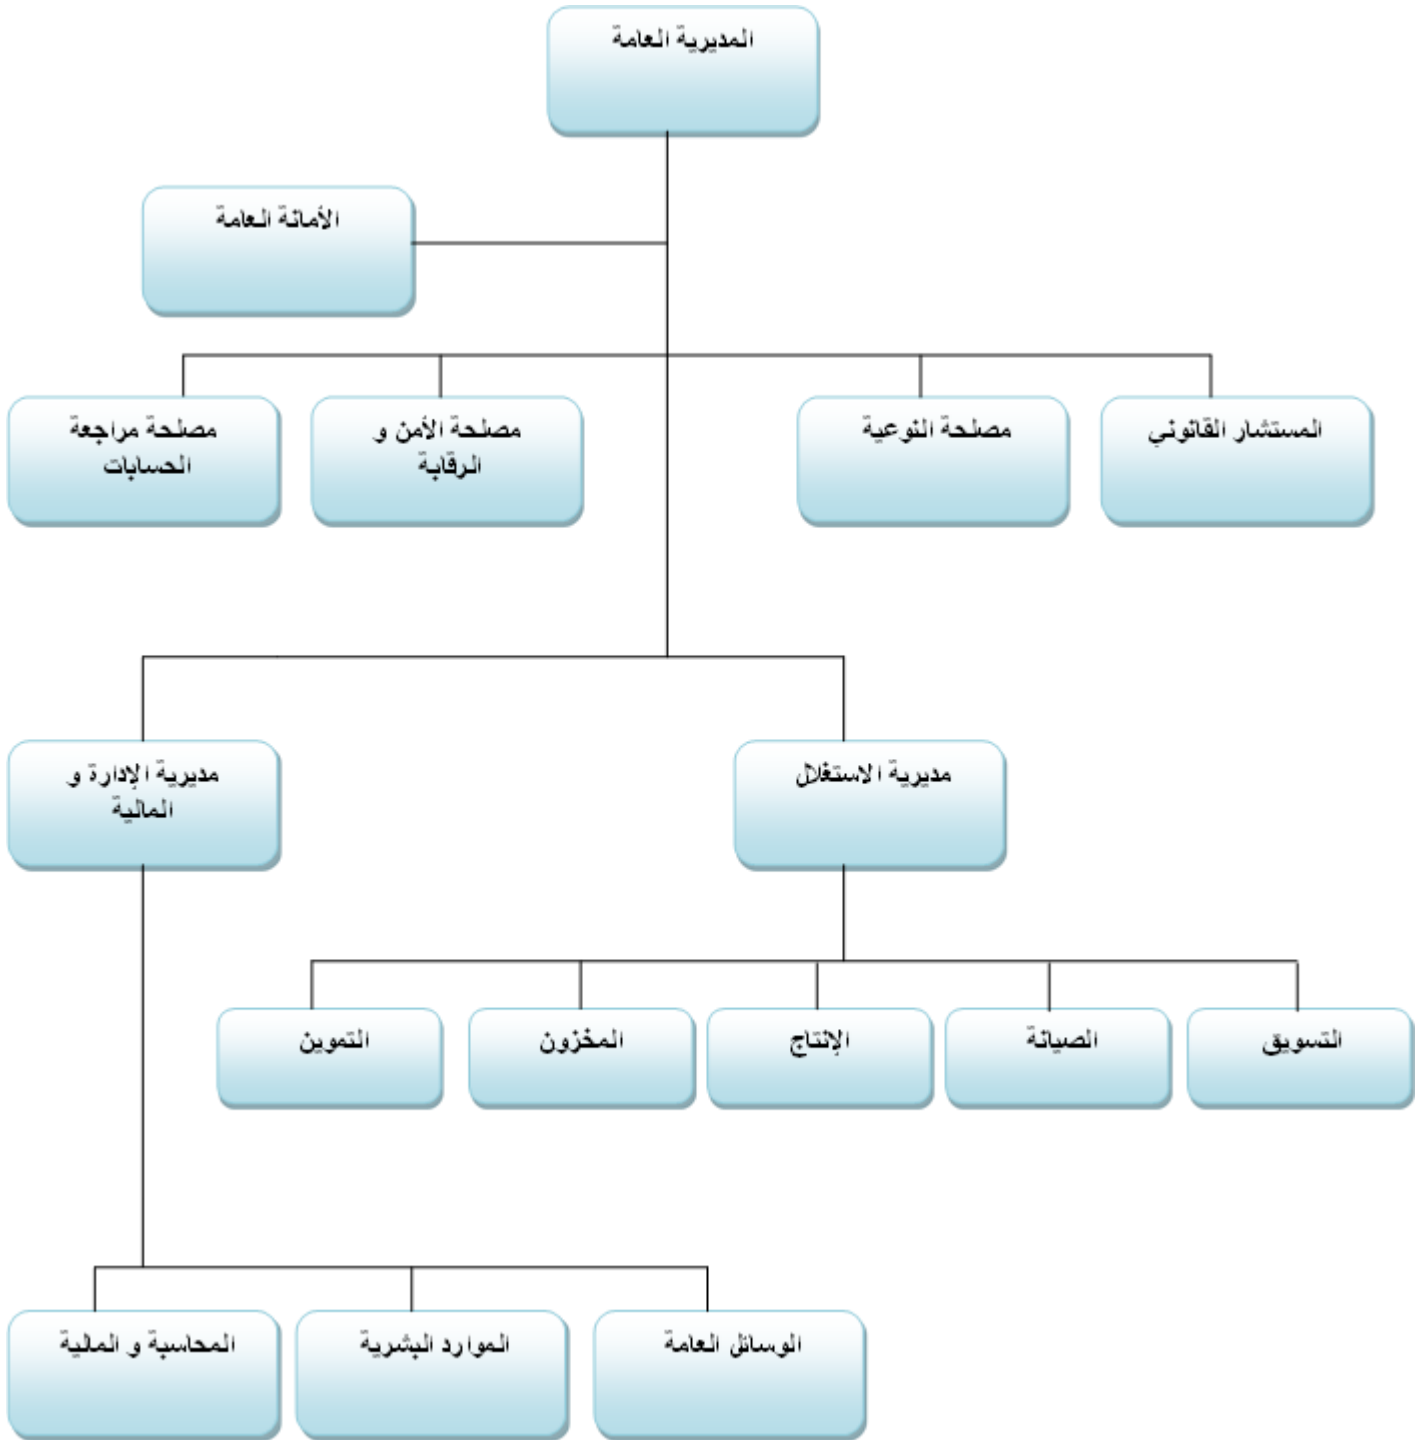 المديرية العامة
الأمانة العامة
المستشار القانوني
مصلحة النوعية
مصلحة الأمن و
الرقابة
مصلحة مراجعة
الحسابات
مديرية الاستغلال
مديرية الإدارة و
المالية
التسويق
الصيانة
الإنتاج
المخزون
التموين
الوسائل العامة
الموارد البشرية
المحاسبة و المالية